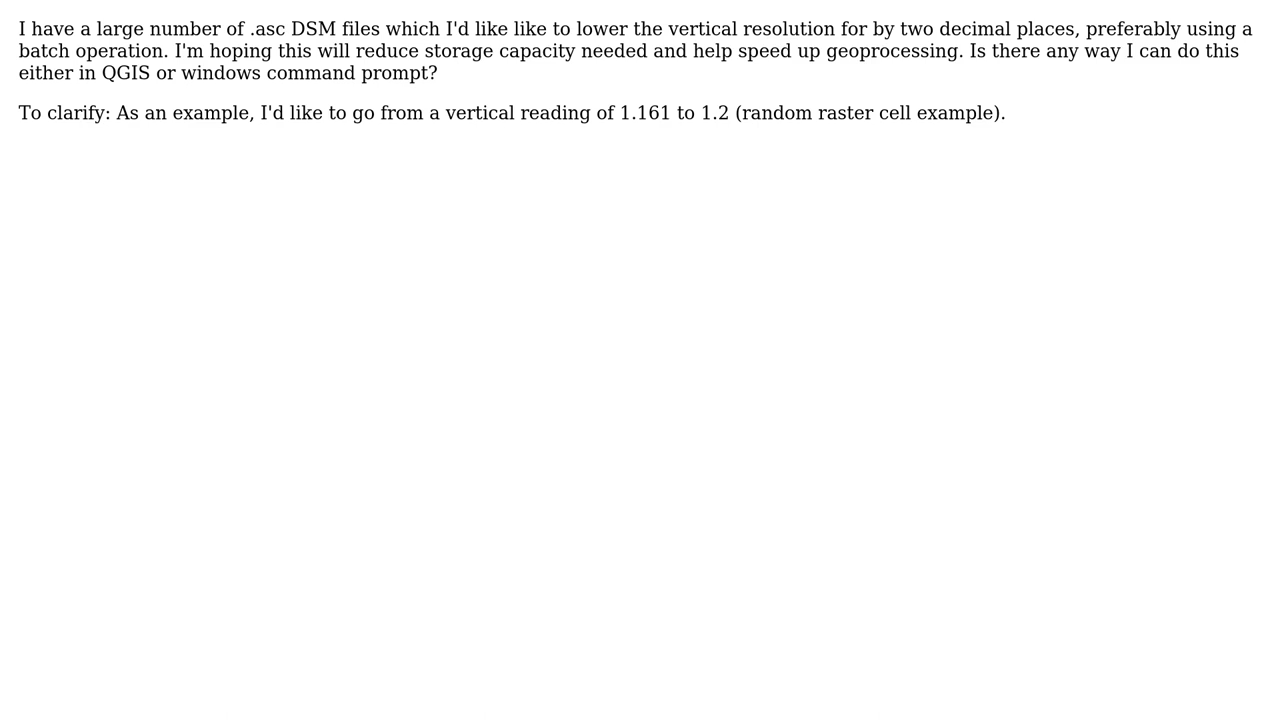 I have a large number of .asc DSM files which I'd like like to lower the vertical resolution for by two decimal places, preferably using a
batch operation. I'm hoping this will reduce storage capacity needed and help speed up geoprocessing. Is there any way I can do this
either in QGIS or windows command prompt?
To clarify: As an example, I'd like to go from a vertical reading of 1.161 to 1.2 (random raster cell example).